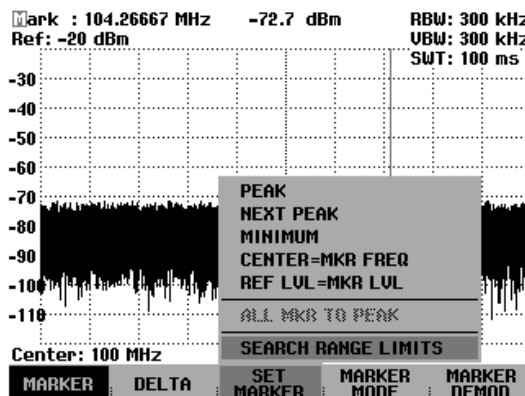 Mark : 104.26667 MHz -72.7 dBm RBW: 300 kHz
Ref: -20 dBm VBW: 300 kHz
SWT: 100 ms
-30
-40
-50
-60
-70
-80
-90
-100
-110
PEAK
NEXT PEAK
MINIMUM
CENTER=MKR FREQ
REF LVL=MKR LVL
ALL MKR TO PEAK
SEARCH RANGE LIMITS
Center: 100 MHz
MARKER DELTA SET MARKER MARKER MODE MARKER DEMOD